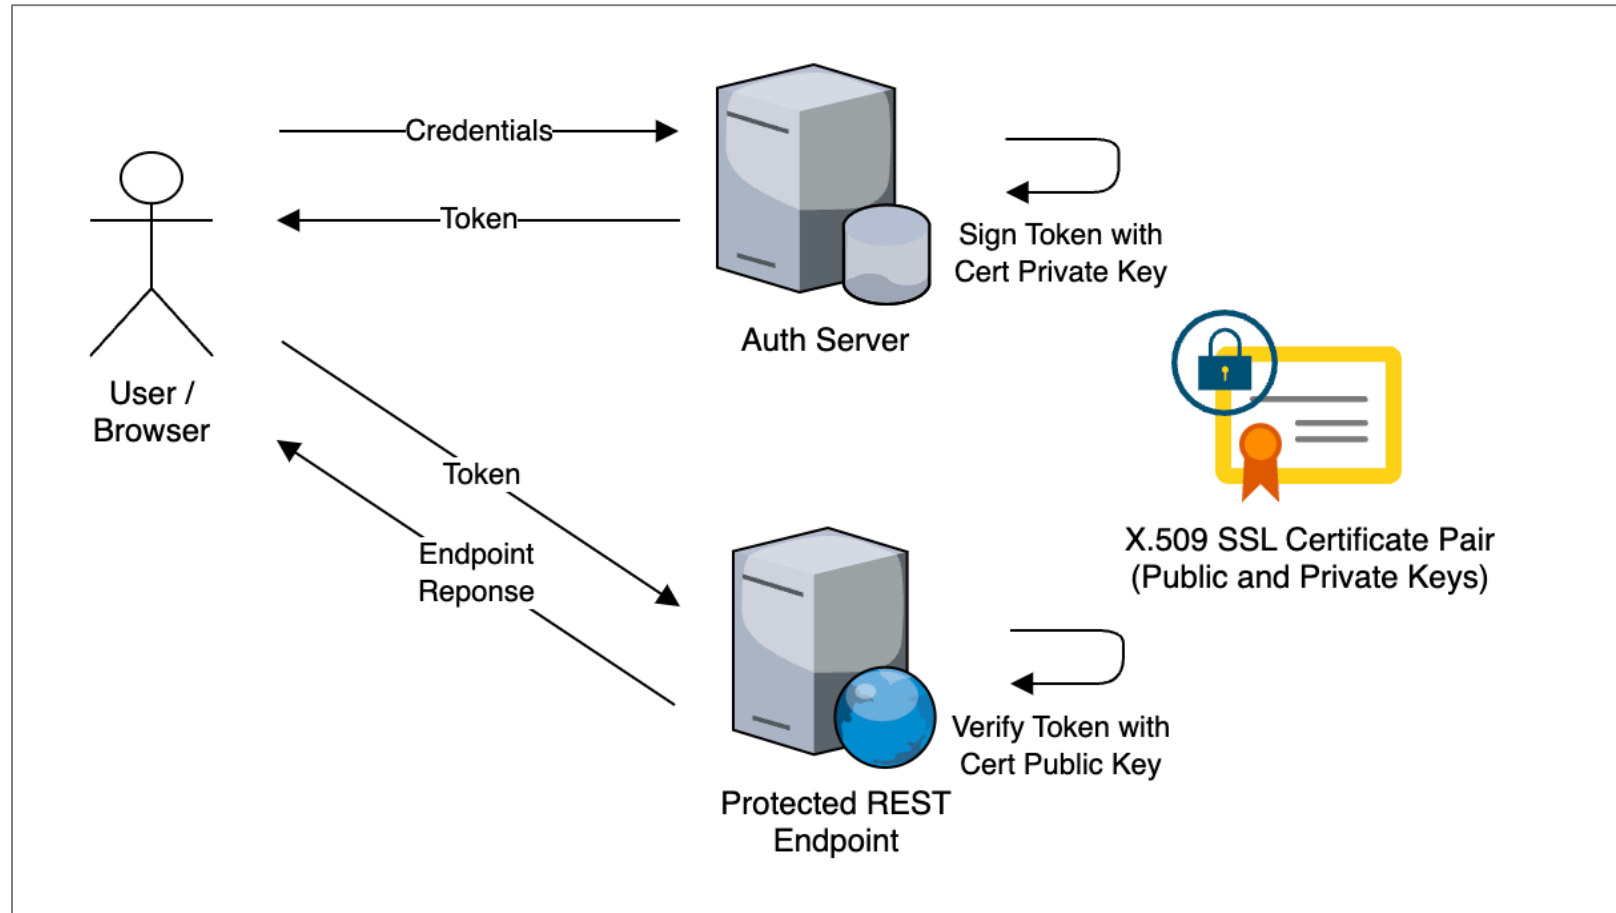 Credentials
Token
Sign Token with
Cert Private Key
Auth Server
User /
Browser
Token
Endpoint
Reponse
X.509 SSL Certificate Pair
(Public and Private Keys)
Verify Token with
Cert Public Key
Protected REST
Endpoint